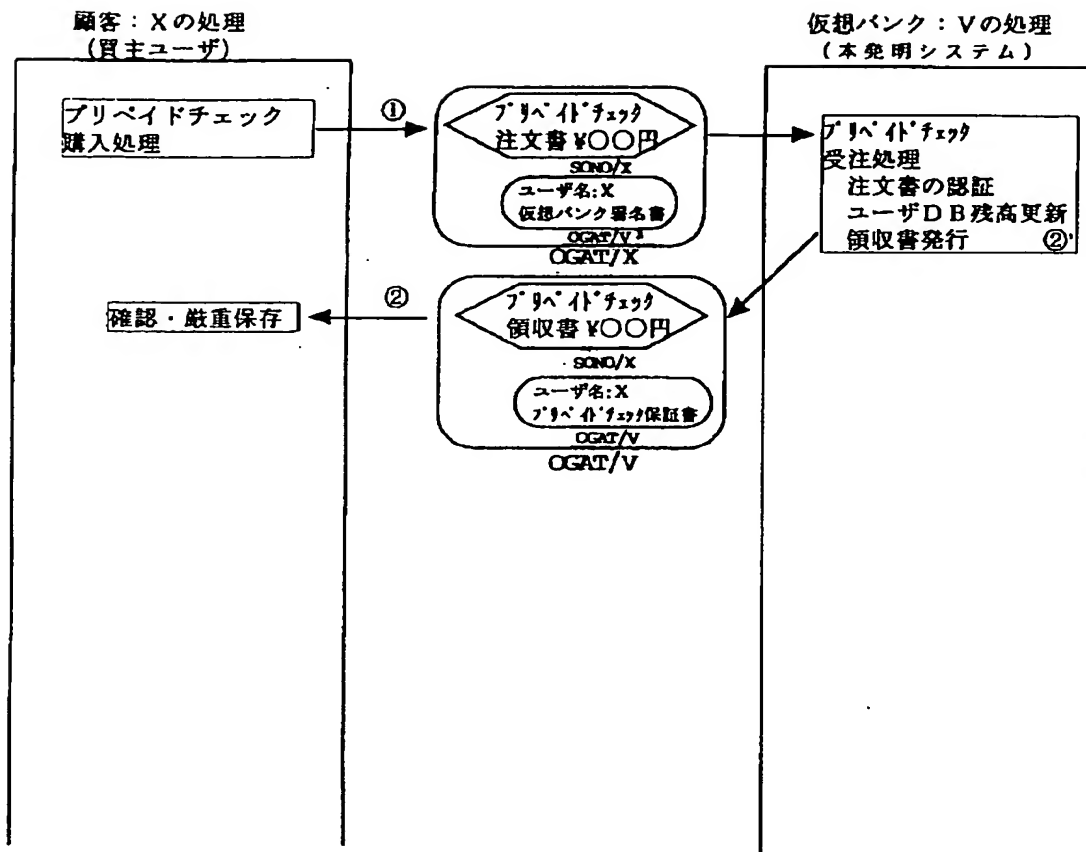 顧客：Xの処理
(買主ユーザ)
仮想バンク：Vの処理
(本発明システム)
プリペイドチェック
購入処理
①
プリペイドチェック
注文書 ¥〇〇円
SONO/X
ユーザ名:X
仮想バンク署名書
OGAT/V
OGAT/X
プリペイドチェック
受注処理
注文書の認証
ユーザDB残高更新
領収書発行 ②'
確認・厳重保存
②
プリペイドチェック
領収書 ¥〇〇円
SONO/X
ユーザ名:X
プリペイドチェック保証書
OGAT/V
OGAT/V